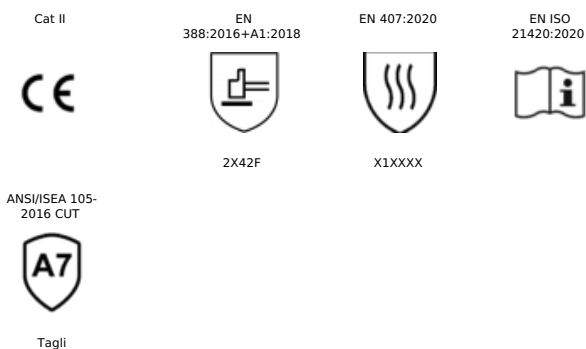 Cat II
EN
388:2016+A1:2018
EN 407:2020
EN ISO
21420:2020
CE
i
2X42F
X1XXXX
ANSI/ISEA 105-
2016 CUT
A7
Tagli